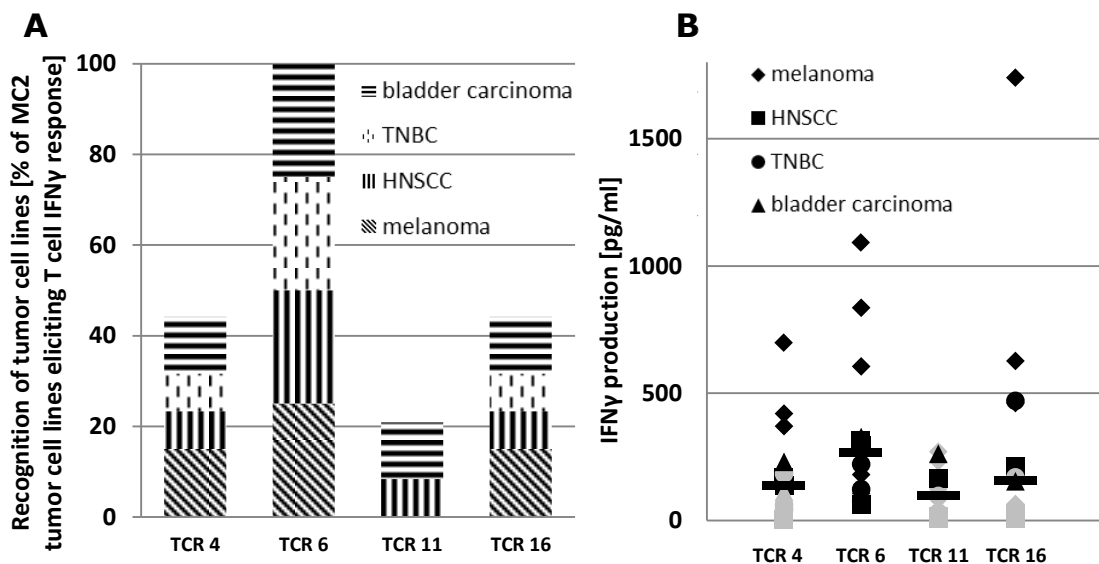 A
Recognition of tumor cell lines [% of MC2
tumor cell lines eliciting T cell IFNγ response]
100
80
60
40
20
0
bladder carcinoma
TNBC
HNSCC
melanoma
TCR 4
TCR 6
TCR 11
TCR 16
B
IFNγ production [pg/ml]
1500
1000
500
0
melanoma
HNSCC
TNBC
bladder carcinoma
TCR 4
TCR 6
TCR 11
TCR 16